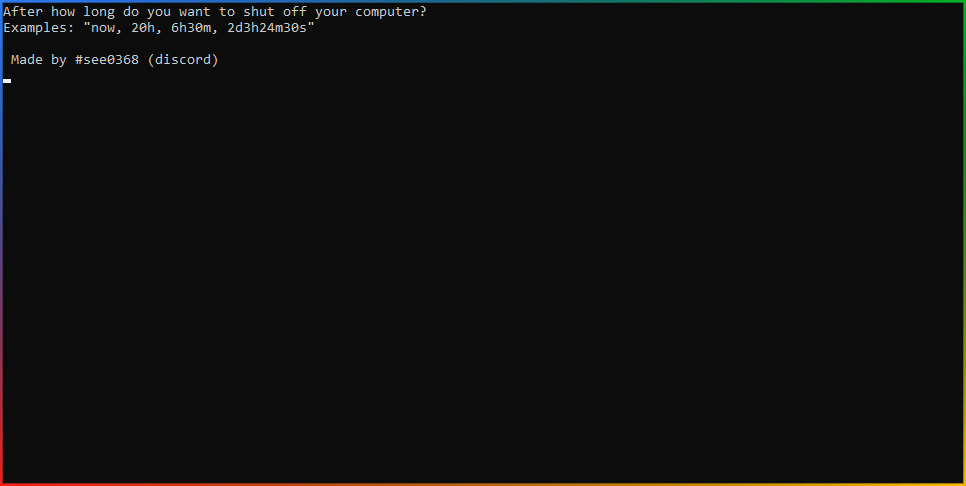 After how long do you want to shut off your computer?
Examples: "now, 20h, 6h30m, 2d3h24m30s"
Made by #see0368 (discord)